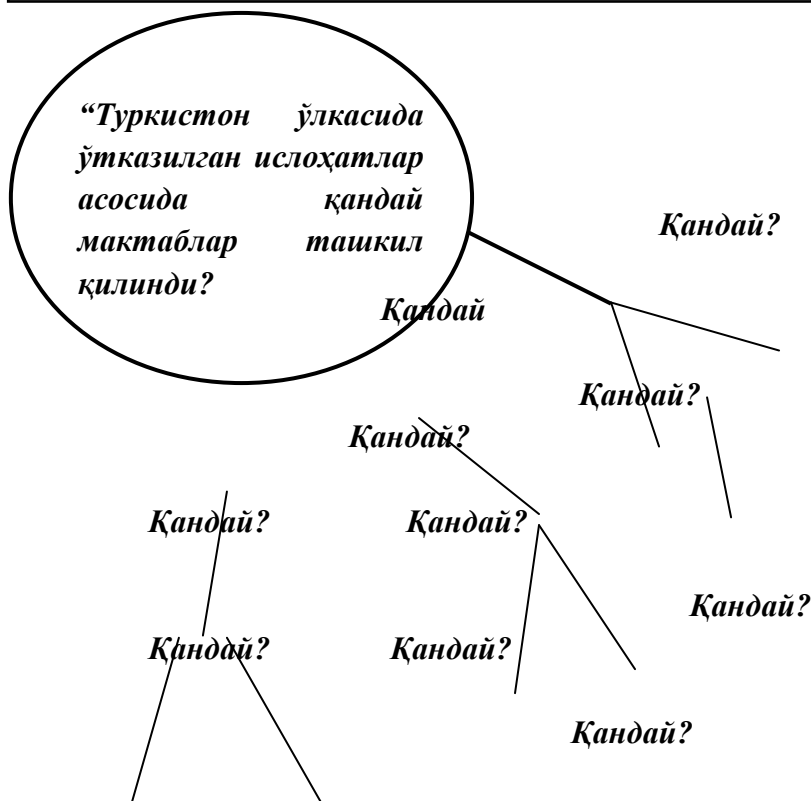 “Туркистон ўлкасида
ўтказилган ислоҳатлар
асосида қандай
мактаблар ташкил
қилинди?
Қандай?
Қандай
Қандай?
Қандай?
Қандай? Қандай?
Қандай?
Қандай? Қандай?
Қандай?